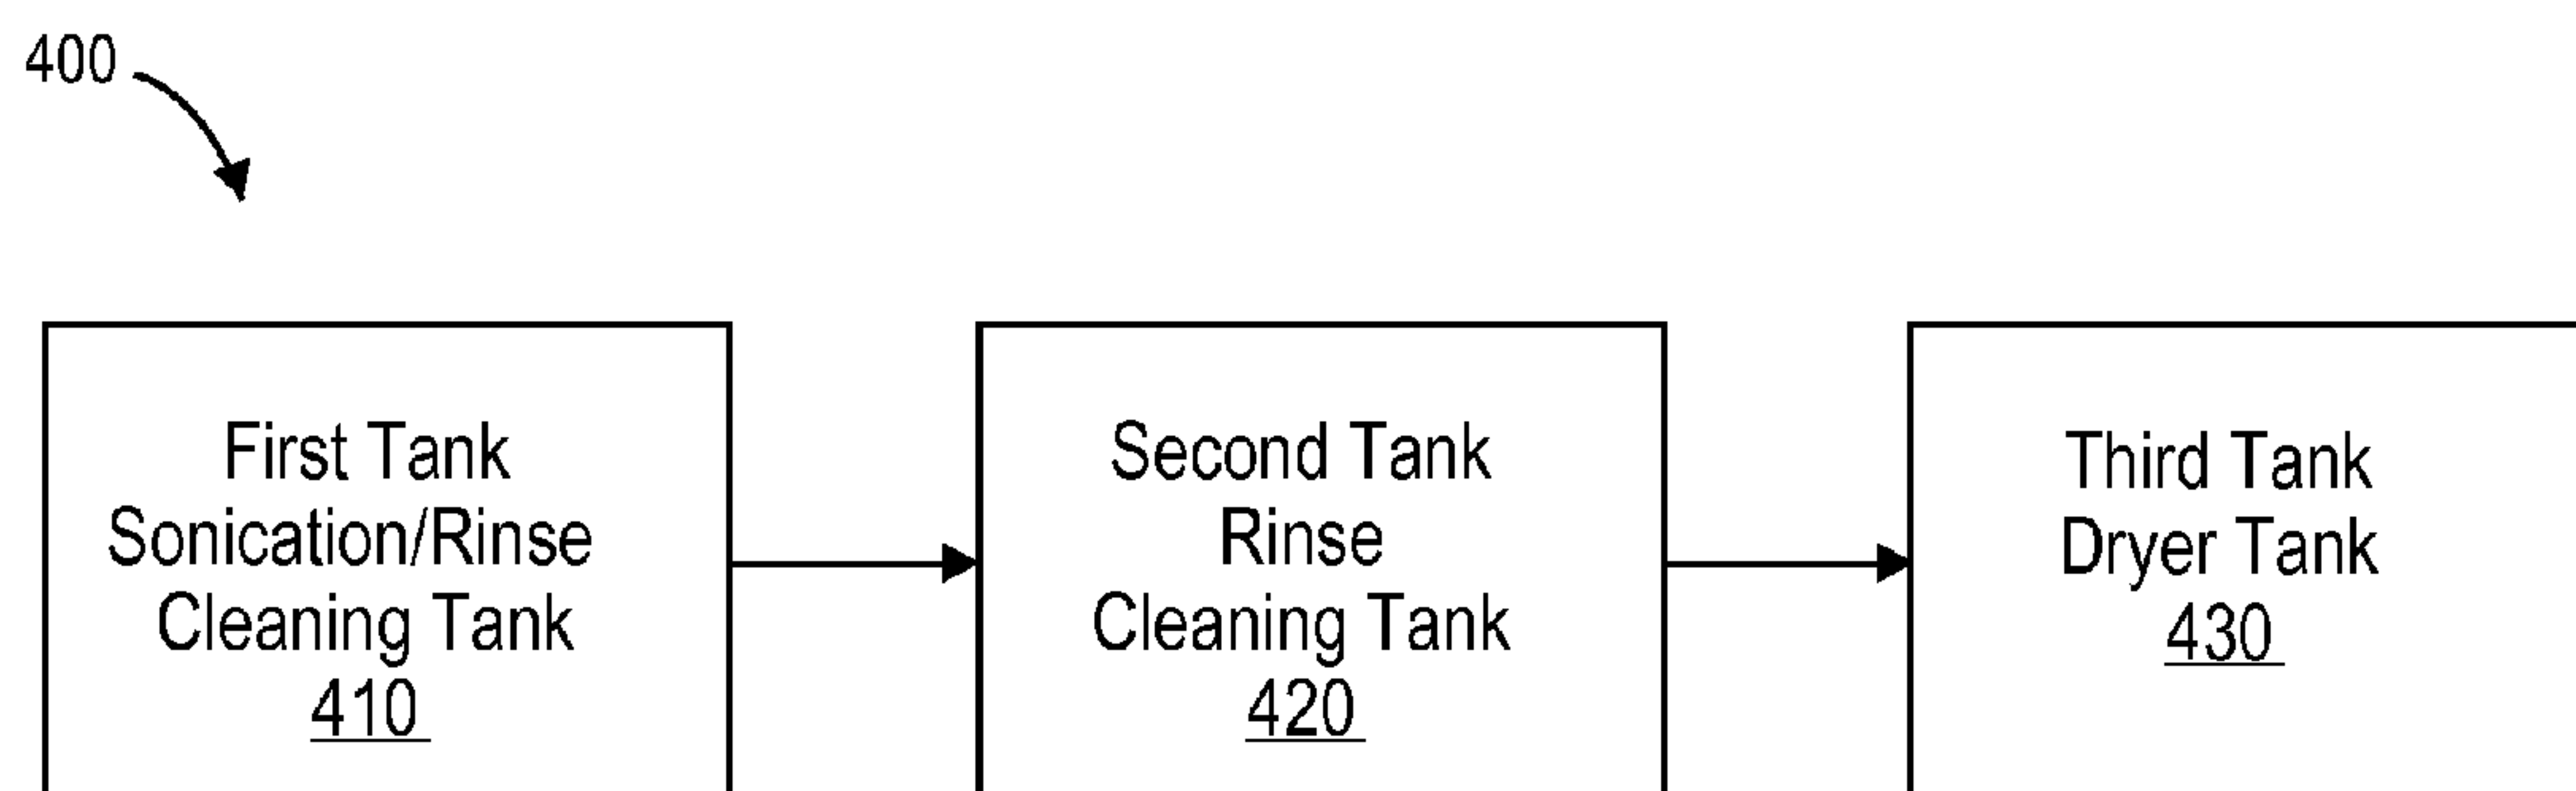 400
First Tank
Sonication/Rinse
Cleaning Tank
410
Second Tank
Rinse
Cleaning Tank
420
Third Tank
Dryer Tank
430